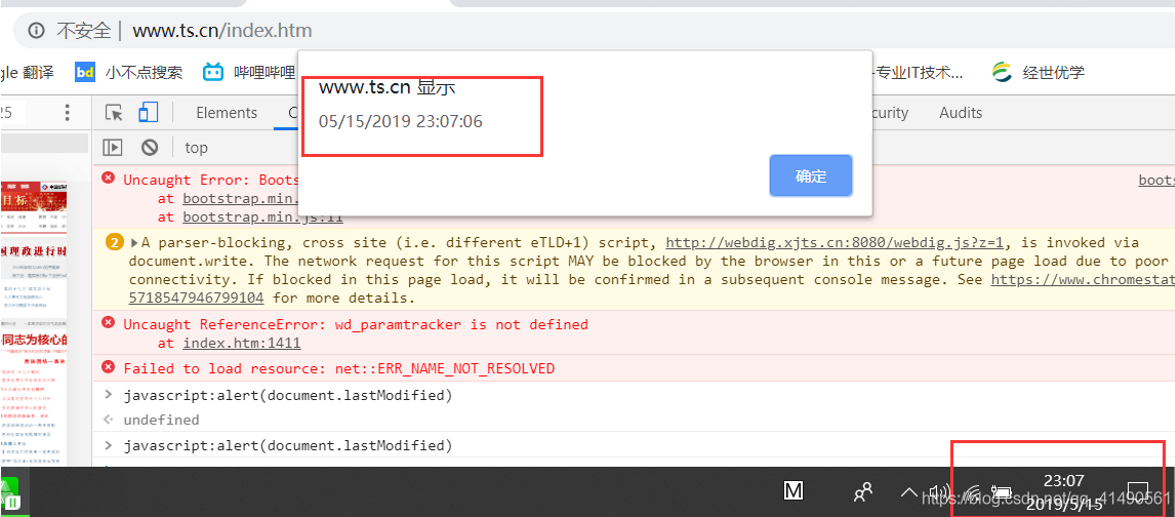 不安全 | www.ts.cn/index.htm
gle 翻译
bd
小不点搜索
哔哩哔哩
-专业IT技术...
经世优学
www.ts.cn 显示
05/15/2019 23:07:06
确定
25
Elements
curity
Audits
top
Uncaught Error: Boots
boots
at bootstrap.min.
at bootstrap.min.js:11
2 A parser-blocking, cross site (i.e. different eTLD+1) script, http://webdig.xjts.cn:8080/webdig.js?z=1, is invoked via
document.write. The network request for this script MAY be blocked by the browser in this or a future page load due to poor
connectivity. If blocked in this page load, it will be confirmed in a subsequent console message. See https://www.chromestat
5718547946799104 for more details.
Uncaught ReferenceError: wd_paramtracker is not defined
at index.htm:1411
Failed to load resource: net::ERR_NAME_NOT_RESOLVED
> javascript:alert(document.lastModified)
undefined
> javascript:alert(document.lastModified)
目标
国理政进行时
同志为核心的
M
23:07
2019/5/15
https://blog.csdn.net/qq_41490561